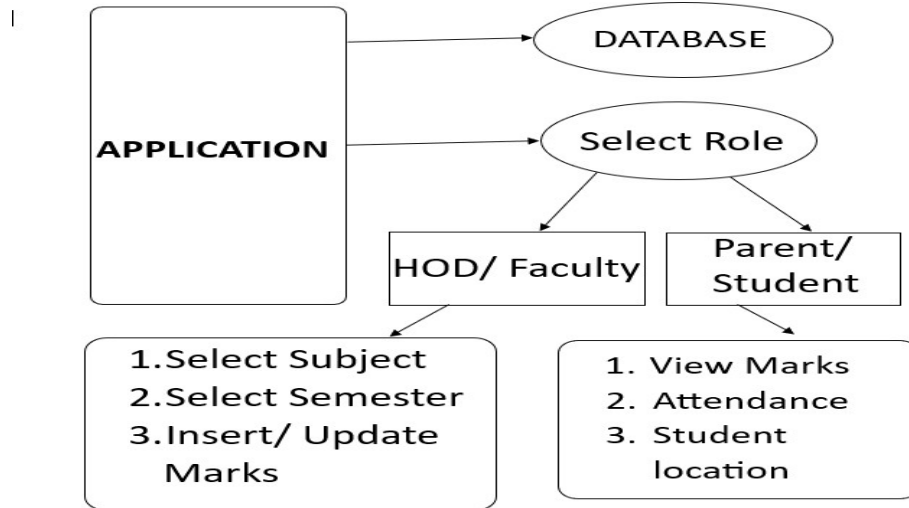 DATABASE
APPLICATION
Select Role
HOD/ Faculty
Parent/
Student
1.Select Subject
2.Select Semester
3.Insert/ Update
Marks
1. View Marks
2. Attendance
3. Student
location